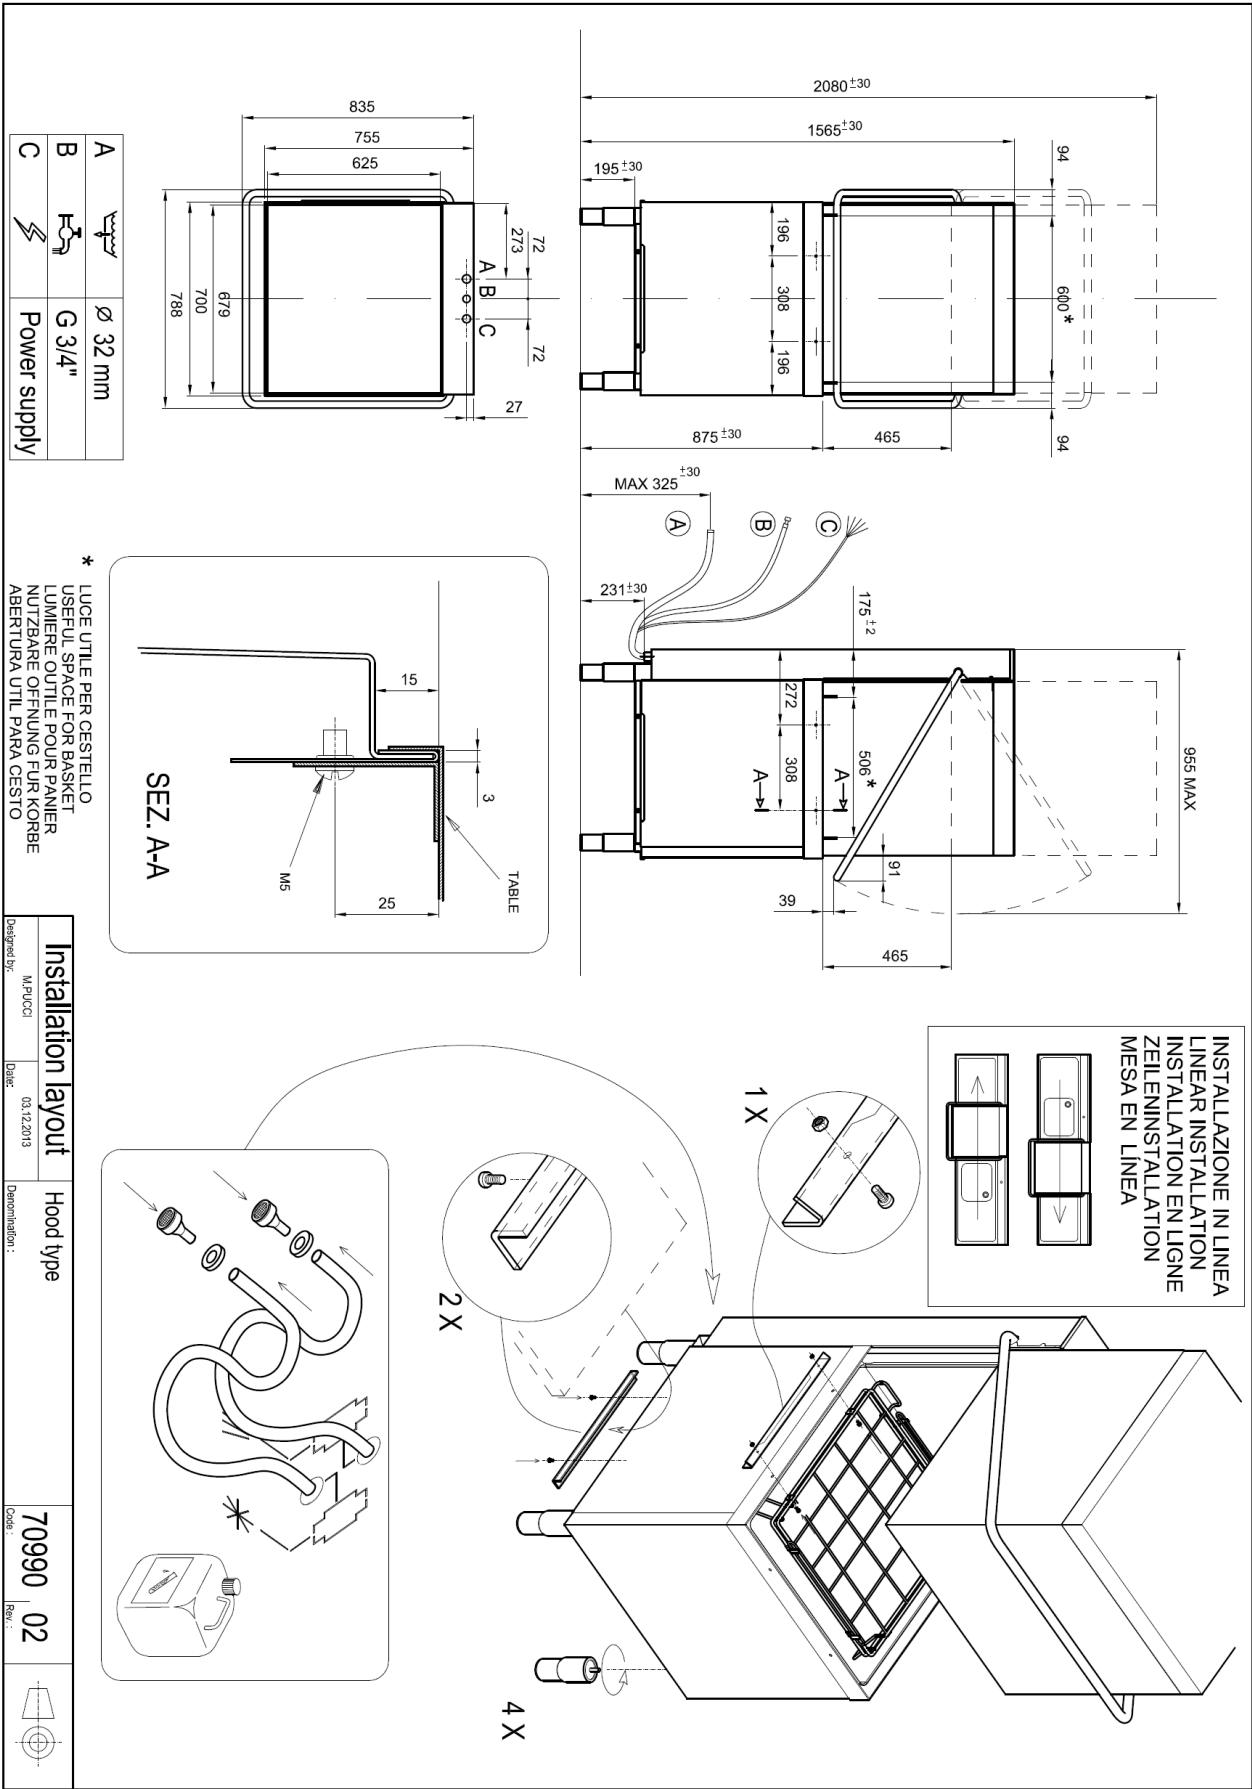 2080 ±30
1565 ±30
195 ±30
94
600 *
94
196
308
196
875 ±30
465
835
755
625
72
273
A
B
C
72
27
679
700
788
A
Ø 32 mm
B
G 3/4"
C
Power supply
MAX 325 ±30
A
B
C
231 ±30
175 ±2
955 MAX
272
308
506 *
A
A
91
39
465
15
3
TABLE
M5
25
SEZ. A-A
* LUCE UTILE PER CESTELLO
USEFUL SPACE FOR BASKET
LUMIERE OUTILE POUR PANIER
NUTZBARE OFFNUNG FUR KORBE
ABERTURA UTIL PARA CESTO
INSTALLAZIONE IN LINEA
LINEAR INSTALLATION
INSTALLATION EN LIGNE
ZEILENINSTALLATION
MESA EN LÍNEA
1 X
2 X
4 X
Installation layout
Designed by:
M.PUCCI
Date:
03.12.2013
Hood type
Denomination :
70990
Code :
02
Rev. :